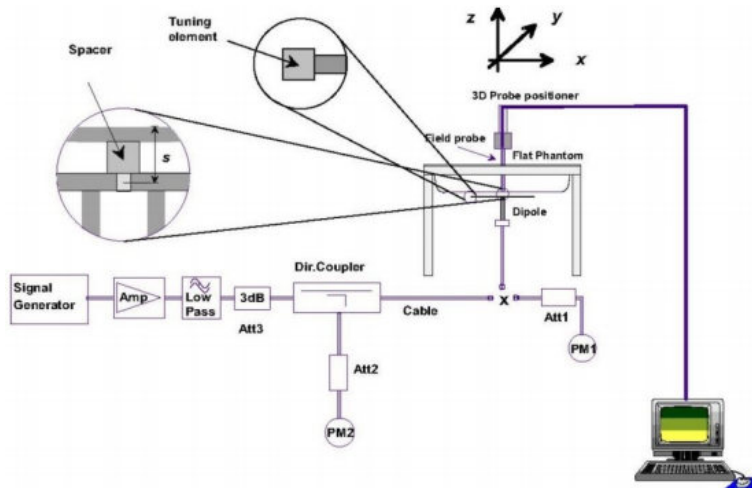 Tuning
element
Spacer
z
y
x
3D Probe positioner
Field probe
Flat Phantom
s
Dipole
Dir.Coupler
Signal
Generator
Amp
Low
Pass
3dB
Att3
Cable
x
Att1
PM1
Att2
PM2